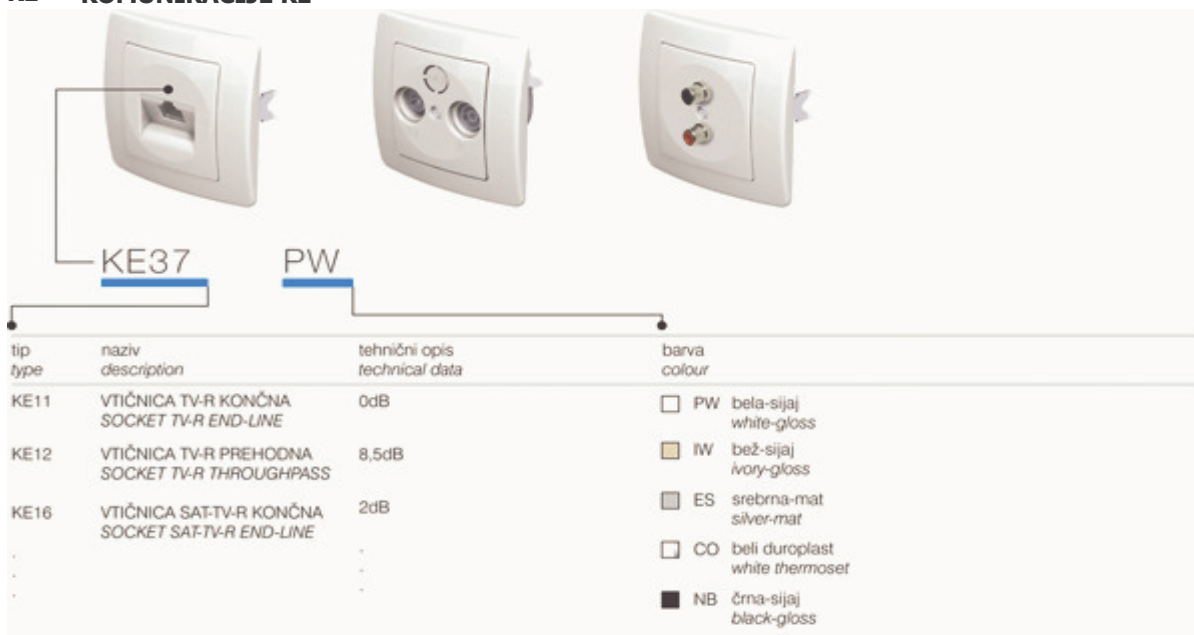 KE KOMUNIKACIJE KE
KE37 PW
tip naziv tehnični opis barva
type description technical data colour
KE11 VTIČNICA TV-R KONČNA 0dB
SOCKET TV-R END-LINE
KE12 VTIČNICA TV-R PREHODNA 8,5dB
SOCKET TV-R THROUGHPASS
KE16 VTIČNICA SAT-TV-R KONČNA 2dB
SOCKET SAT-TV-R END-LINE
PW bela-sijaj
white-gloss
IW bež-sijaj
ivory-gloss
ES srebrna-mat
silver-mat
CO beli duroplast
white thermoset
NB črna-sijaj
black-gloss